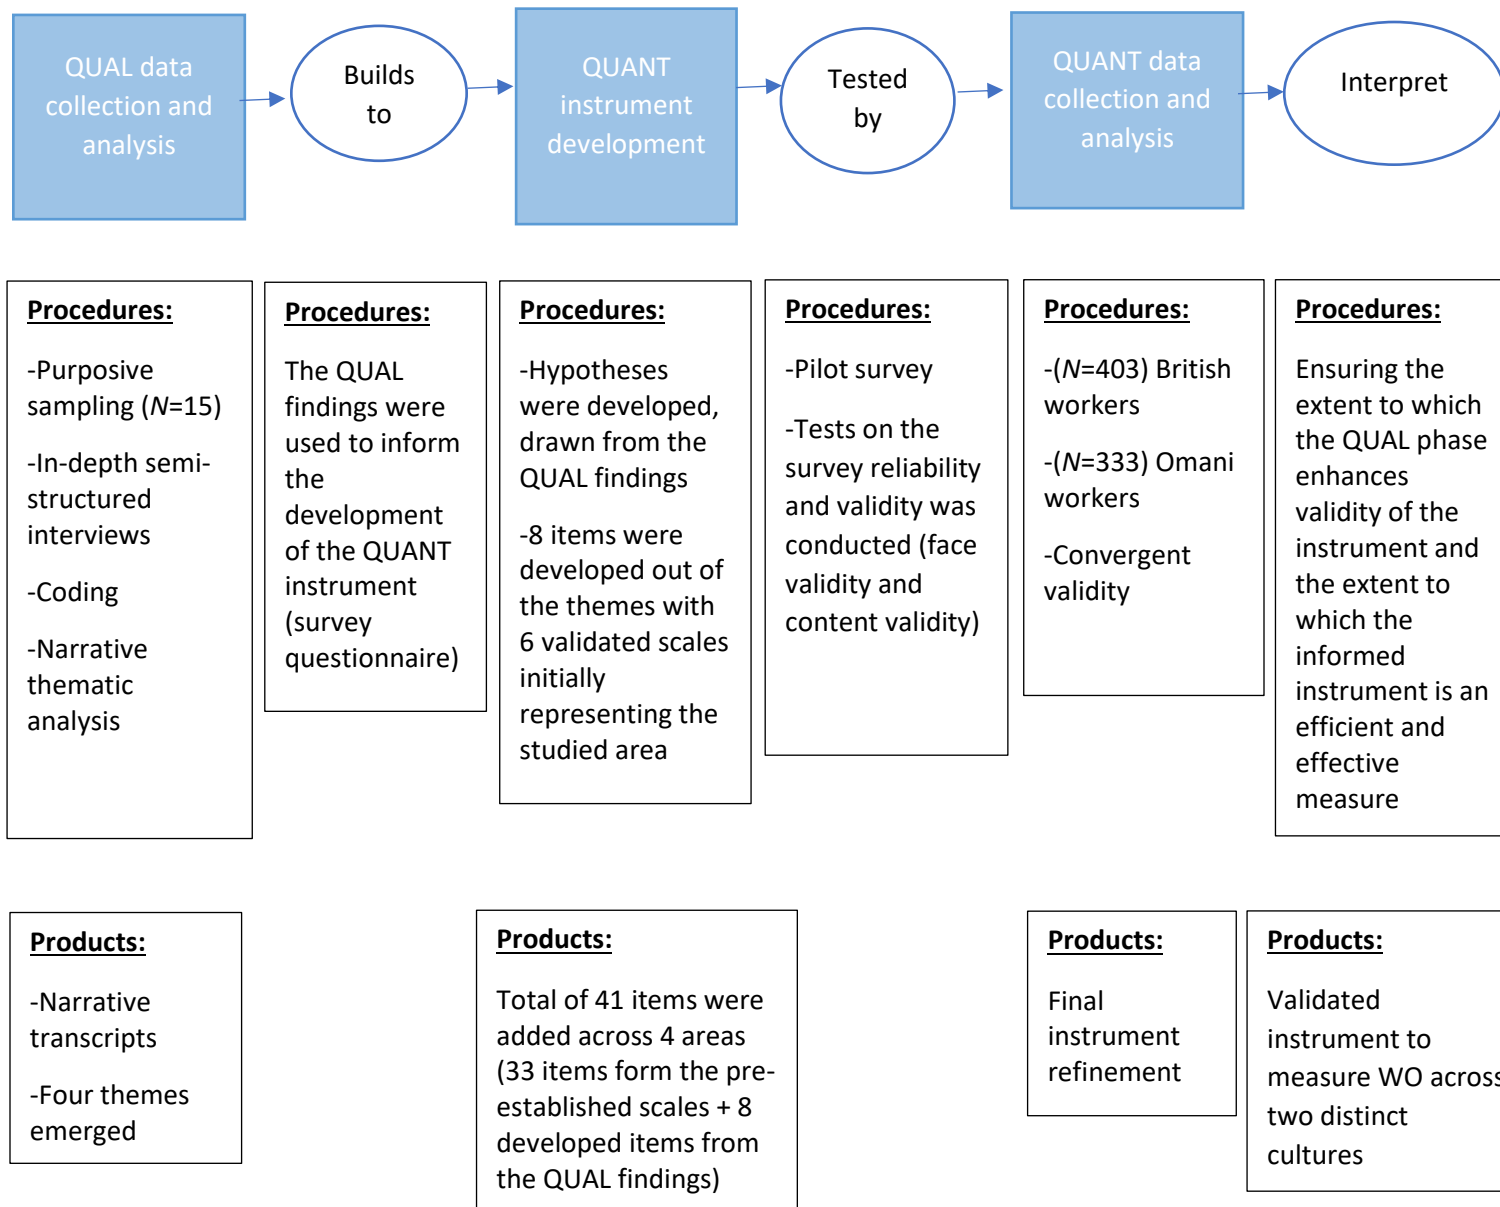 QUAL data
collection and
analysis
Builds
to
QUANT
instrument
development
Tested
by
QUANT data
collection and
analysis
Interpret
Procedures:
-Purposive
sampling (N=15)
-In-depth semi-
structured
interviews
-Coding
-Narrative
thematic
analysis
Procedures:
The QUAL
findings were
used to inform
the
development
of the QUANT
instrument
(survey
questionnaire)
Procedures:
-Hypotheses
were developed,
drawn from the
QUAL findings
-8 items were
developed out of
the themes with
6 validated scales
initially
representing the
studied area
Procedures:
-Pilot survey
-Tests on the
survey reliability
and validity was
conducted (face
validity and
content validity)
Procedures:
-(N=403) British
workers
-(N=333) Omani
workers
-Convergent
validity
Procedures:
Ensuring the
extent to which
the QUAL phase
enhances
validity of the
instrument and
the extent to
which the
informed
instrument is an
efficient and
effective
measure
Products:
-Narrative
transcripts
-Four themes
emerged
Products:
Total of 41 items were
added across 4 areas
(33 items form the pre-
established scales + 8
developed items from
the QUAL findings)
Products:
Final
instrument
refinement
Products:
Validated
instrument to
measure WO across
two distinct
cultures